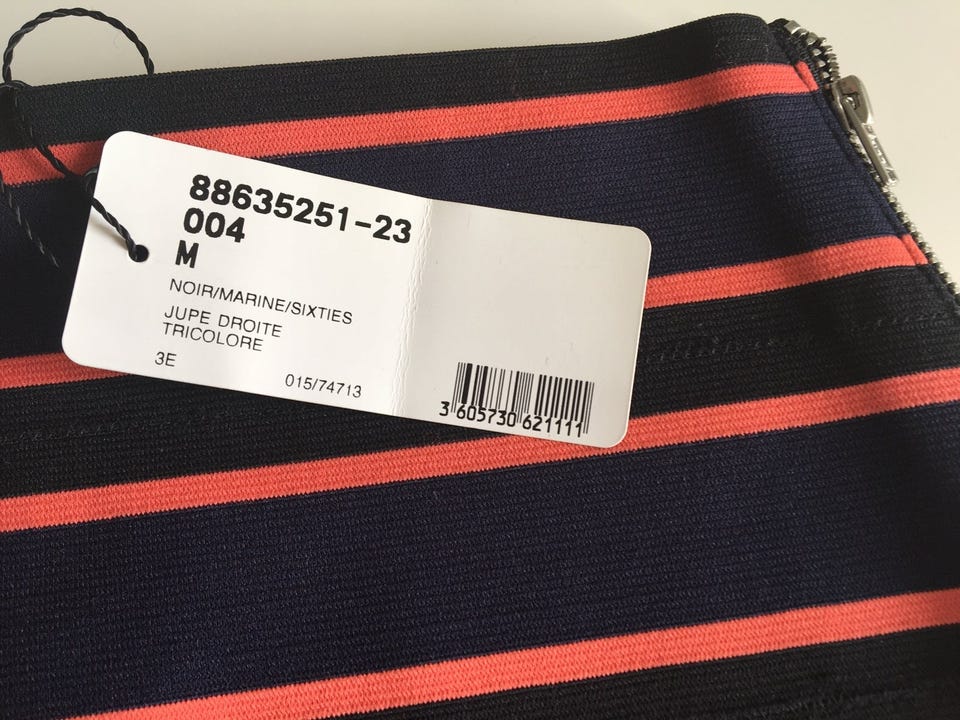 88635251-23
004
M
NOIR/MARINE/SIXTIES
JUPE DROITE
TRICOLORE
3E
015/74713
3 605730 621111